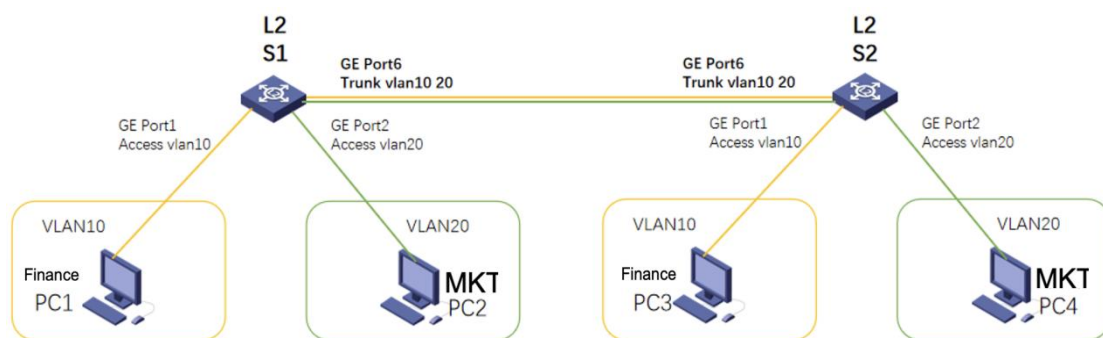 L2
S1
L2
S2
GE Port6
Trunk vlan10 20
GE Port6
Trunk vlan10 20
GE Port1
Access vlan10
GE Port2
Access vlan20
GE Port1
Access vlan10
GE Port2
Access vlan20
VLAN10
Finance
PC1
VLAN20
MKT
PC2
VLAN10
Finance
PC3
VLAN20
MKT
PC4